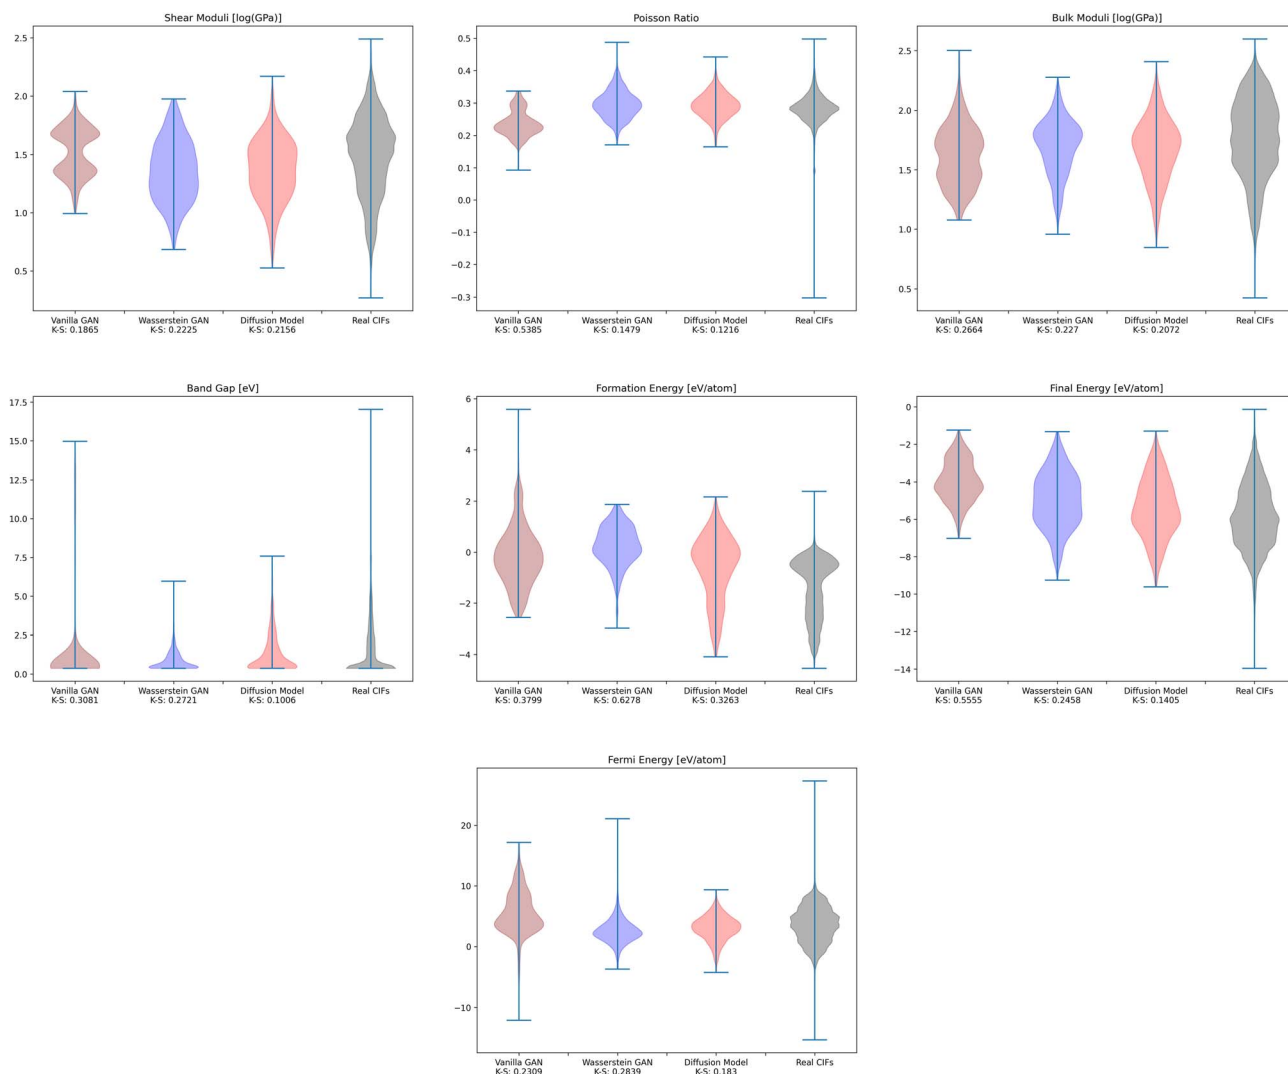 Shear Moduli [log(GPa)]
2.5
2.0
1.5
1.0
0.5
Vanilla GAN Wasserstein GAN Diffusion Model Real CIFs
K-S: 0.1865 K-S: 0.2225 K-S: 0.2156
Poisson Ratio
0.5
0.4
0.3
0.2
0.1
0.0
−0.1
−0.2
−0.3
Vanilla GAN Wasserstein GAN Diffusion Model Real CIFs
K-S: 0.5385 K-S: 0.1479 K-S: 0.1216
Bulk Moduli [log(GPa)]
2.5
2.0
1.5
1.0
0.5
Vanilla GAN Wasserstein GAN Diffusion Model Real CIFs
K-S: 0.2664 K-S: 0.227 K-S: 0.2072
Band Gap [eV]
17.5
15.0
12.5
10.0
7.5
5.0
2.5
0.0
Vanilla GAN Wasserstein GAN Diffusion Model Real CIFs
K-S: 0.3081 K-S: 0.2721 K-S: 0.1006
Formation Energy [eV/atom]
6
4
2
0
−2
−4
Vanilla GAN Wasserstein GAN Diffusion Model Real CIFs
K-S: 0.3799 K-S: 0.6278 K-S: 0.3263
Final Energy [eV/atom]
0
−2
−4
−6
−8
−10
−12
−14
Vanilla GAN Wasserstein GAN Diffusion Model Real CIFs
K-S: 0.5555 K-S: 0.2458 K-S: 0.1405
Fermi Energy [eV/atom]
20
10
0
−10
Vanilla GAN Wasserstein GAN Diffusion Model Real CIFs
K-S: 0.2309 K-S: 0.2839 K-S: 0.183